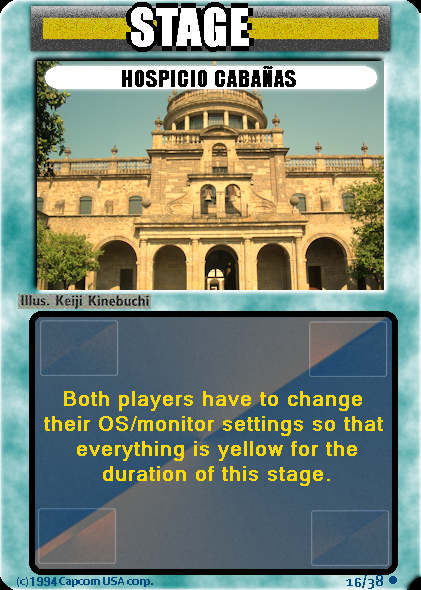 STAGE
HOSPICIO CABAÑAS
Illus. Keiji Kinebuchi
Both players have to change
their OS/monitor settings so that
everything is yellow for the
duration of this stage.
(c)1994 Capcom USA corp.
16/38